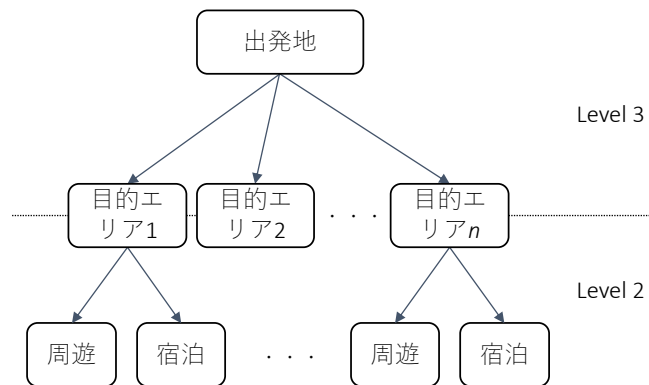 出発地
Level 3
目的エ
リア1
目的エ
リア2
・・・
目的エ
リアn
Level 2
周遊
宿泊
・・・
周遊
宿泊